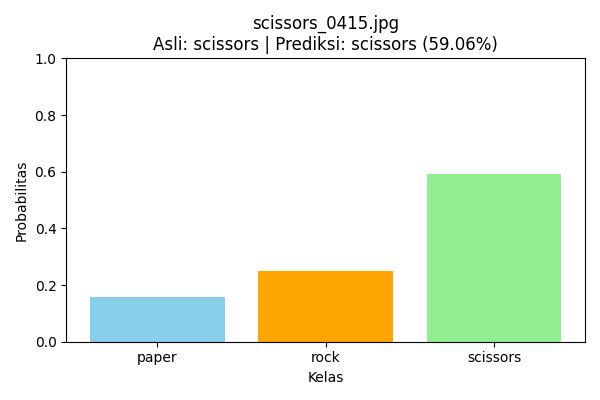 scissors_0415.jpg
Asli: scissors | Prediksi: scissors (59.06%)
1.0
0.8
0.6
0.4
0.2
0.0
Probabilitas
paper rock scissors
Kelas